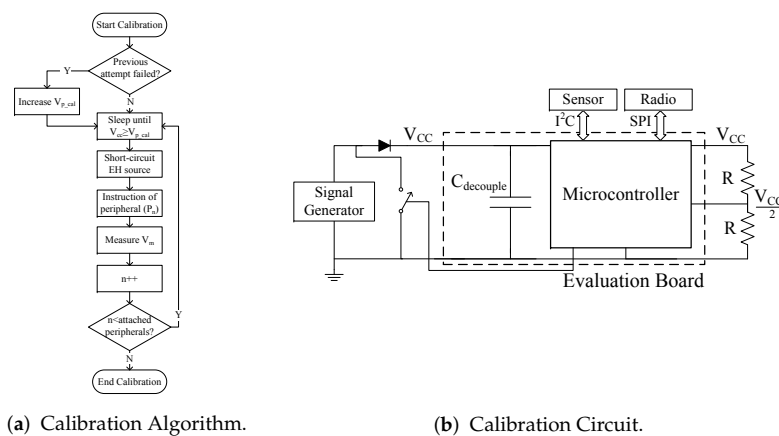 Start Calibration
Previous
attempt failed?
Y
N
Increase V_p_cal
Sleep until
V_cc≥V_p_cal
Short-circuit
EH source
Instruction of
peripheral (P_n)
Measure V_m
n++
n<attached
peripherals?
Y
N
End Calibration
(a) Calibration Algorithm.
Sensor
Radio
I²C
SPI
V_CC
V_CC
Signal
Generator
C_decouple
Microcontroller
R
V_CC
2
R
Evaluation Board
(b) Calibration Circuit.